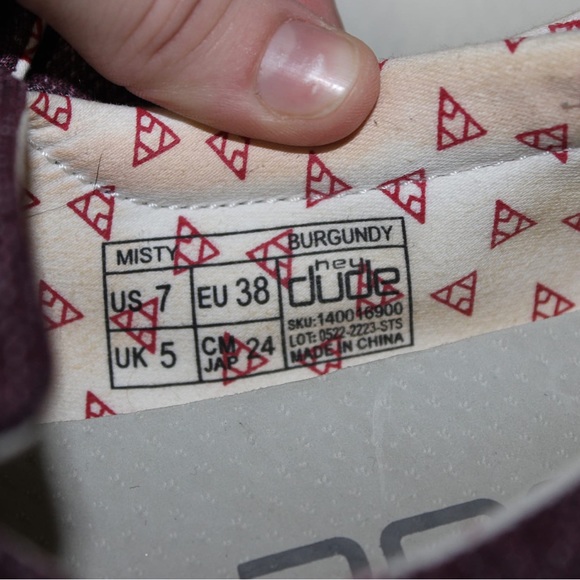 MISTY BURGUNDY
US 7 EU 38 hey dude
UK 5 CM JAP 24 SKU:140016900
LOT: 0522-2223-STS
MADE IN CHINA